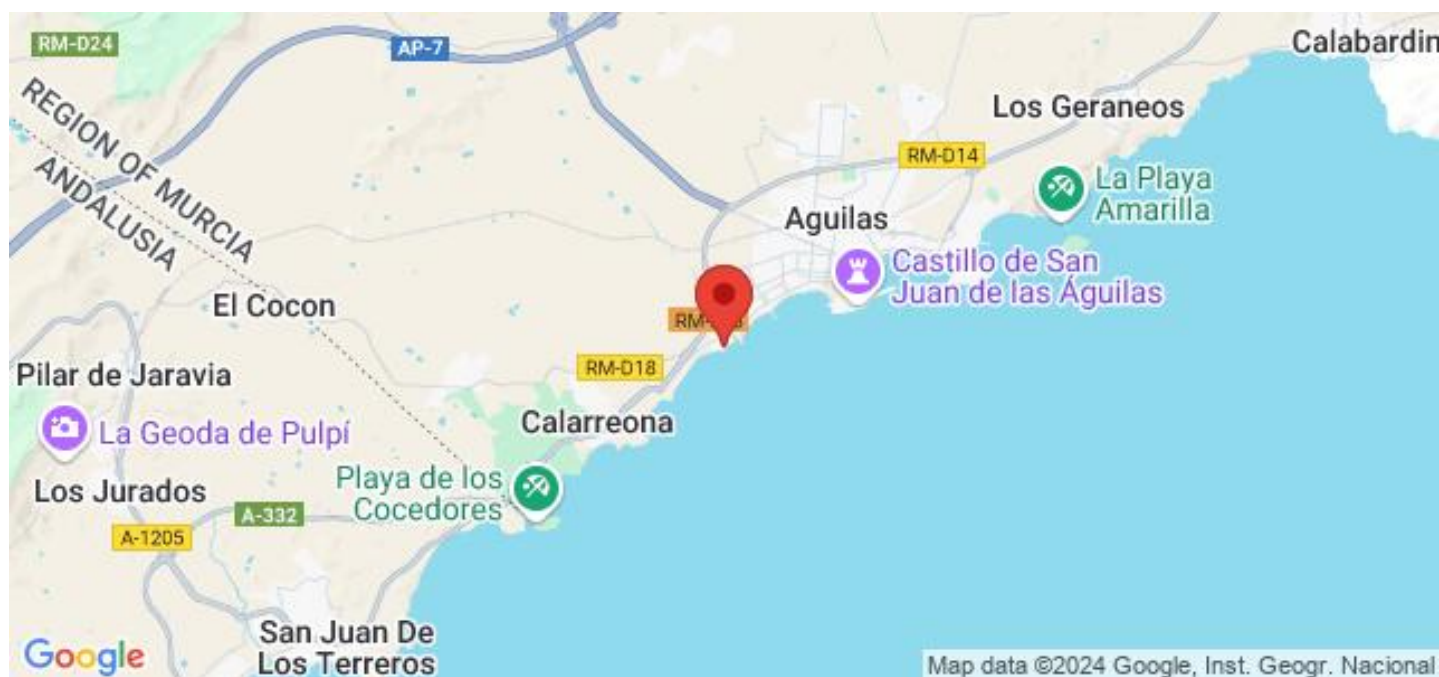 RM-D24
AP-7
Calabardin
REGION OF MURCIA
ANDALUSIA
Los Geraneos
RM-D14
La Playa
Amarilla
Aguilas
Castillo de San
Juan de las Águilas
El Cocon
RM-D18
Pilar de Jaravia
La Geoda de Pulpí
Calarreona
Los Jurados
Playa de los
Cocedores
A-332
A-1205
San Juan De
Los Terreros
Google
Map data ©2024 Google, Inst. Geogr. Nacional